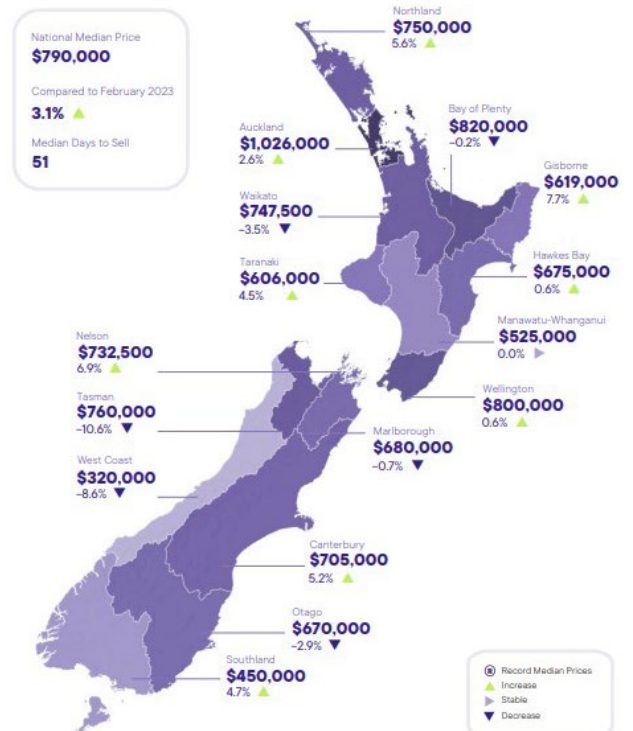 National Median Price
$790,000
Compared to February 2023
3.1%
Median Days to Sell
51
Northland
$750,000
5.6%
Bay of Plenty
$820,000
-0.2%
Auckland
$1,026,000
2.6%
Gisborne
$619,000
7.7%
Waikato
$747,500
-3.5%
Hawkes Bay
$675,000
0.6%
Taranaki
$606,000
4.5%
Manawatu-Whanganui
$525,000
0.0%
Nelson
$732,500
6.9%
Wellington
$800,000
0.6%
Tasman
$760,000
-10.6%
Marlborough
$680,000
-0.7%
West Coast
$320,000
-8.6%
Canterbury
$705,000
5.2%
Otago
$670,000
-2.9%
Southland
$450,000
4.7%
Record Median Prices
Increase
Stable
Decrease